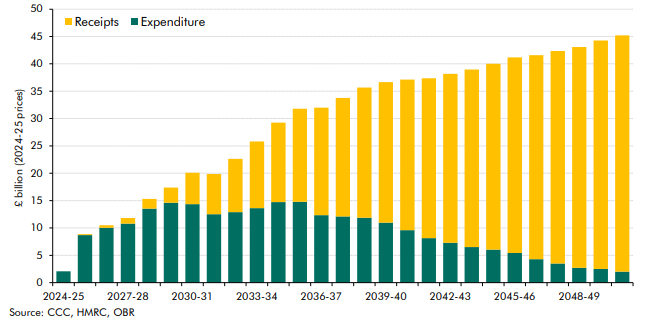 50
Receipts Expenditure
45
40
35
30
25
20
15
10
5
0
£ billion (2024-25 prices)
2024-25 2027-28 2030-31 2033-34 2036-37 2039-40 2042-43 2045-46 2048-49
Source: CCC, HMRC, OBR